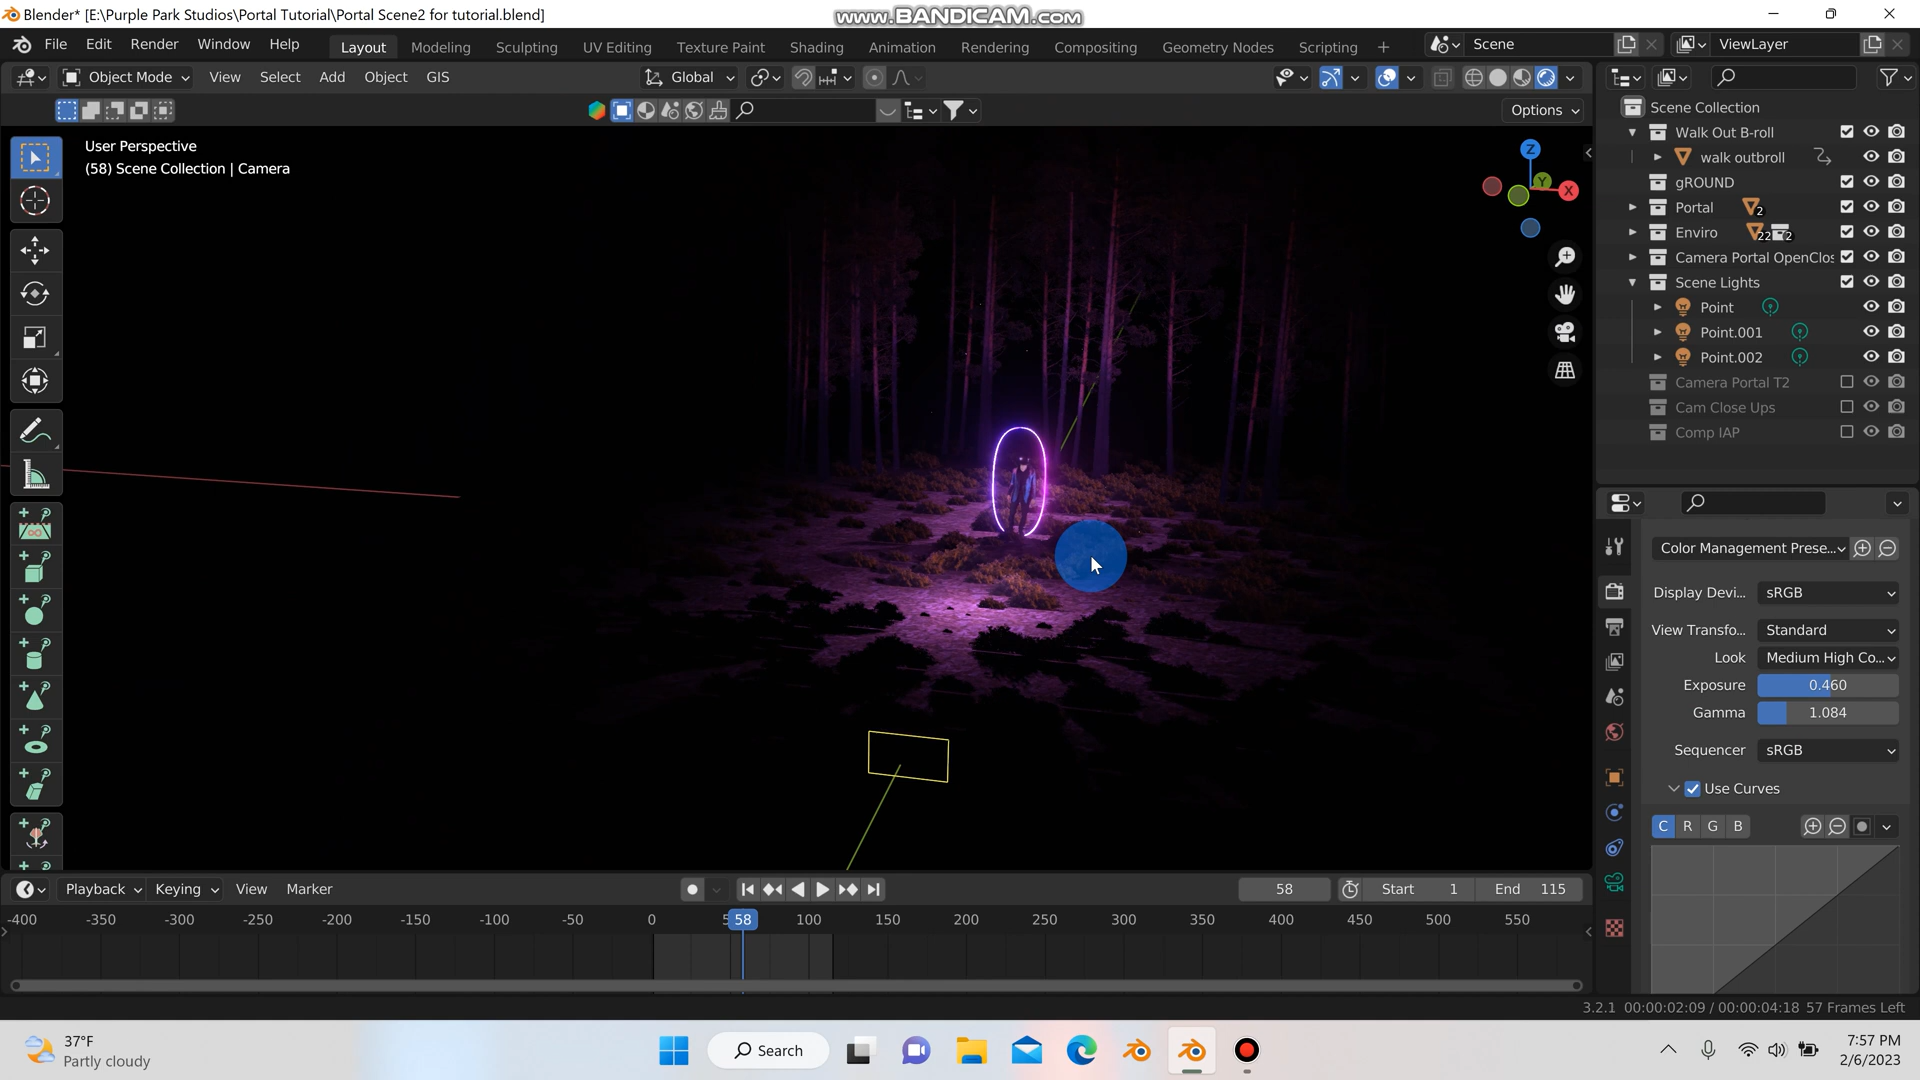 Blender* [E:\Purple Park Studios\Portal Tutorial\Portal Scene2 for tutorial.blend]
www.BANDICAM.com
File Edit Render Window Help
Layout Modeling Sculpting UV Editing Texture Paint Shading Animation Rendering Compositing Geometry Nodes Scripting +
Scene
ViewLayer
Object Mode View Select Add Object GIS
Global
Options
User Perspective
(58) Scene Collection | Camera
Z
Y
X
Scene Collection
Walk Out B-roll
walk outbroll
gROUND
Portal 2
Enviro 22 2
Camera Portal OpenClos
Scene Lights
Point
Point.001
Point.002
Camera Portal T2
Cam Close Ups
Comp IAP
Color Management Prese...
Display Devi... sRGB
View Transfo... Standard
Look Medium High Co...
Exposure 0.460
Gamma 1.084
Sequencer sRGB
Use Curves
C R G B
Playback Keying View Marker
58
Start 1
End 115
-400 -350 -300 -250 -200 -150 -100 -50 0 5 58 100 150 200 250 300 350 400 450 500 550
3.2.1 00:00:02:09 / 00:00:04:18 57 Frames Left
37°F
Partly cloudy
Search
7:57 PM
2/6/2023